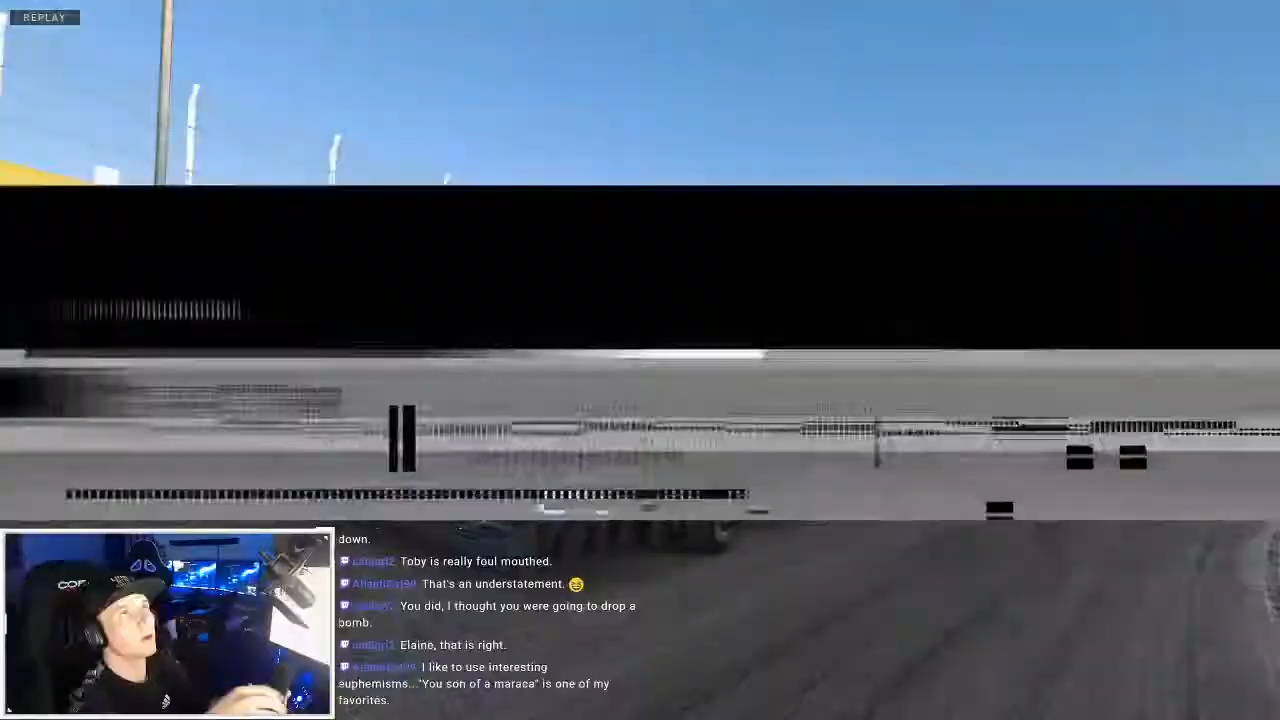 REPLAY
down.
Toby is really foul mouthed.
That's an understatement.
You did, I thought you were going to drop a
bomb.
Elaine, that is right.
I like to use interesting
euphemisms..."You son of a maraca" is one of my
favorites.